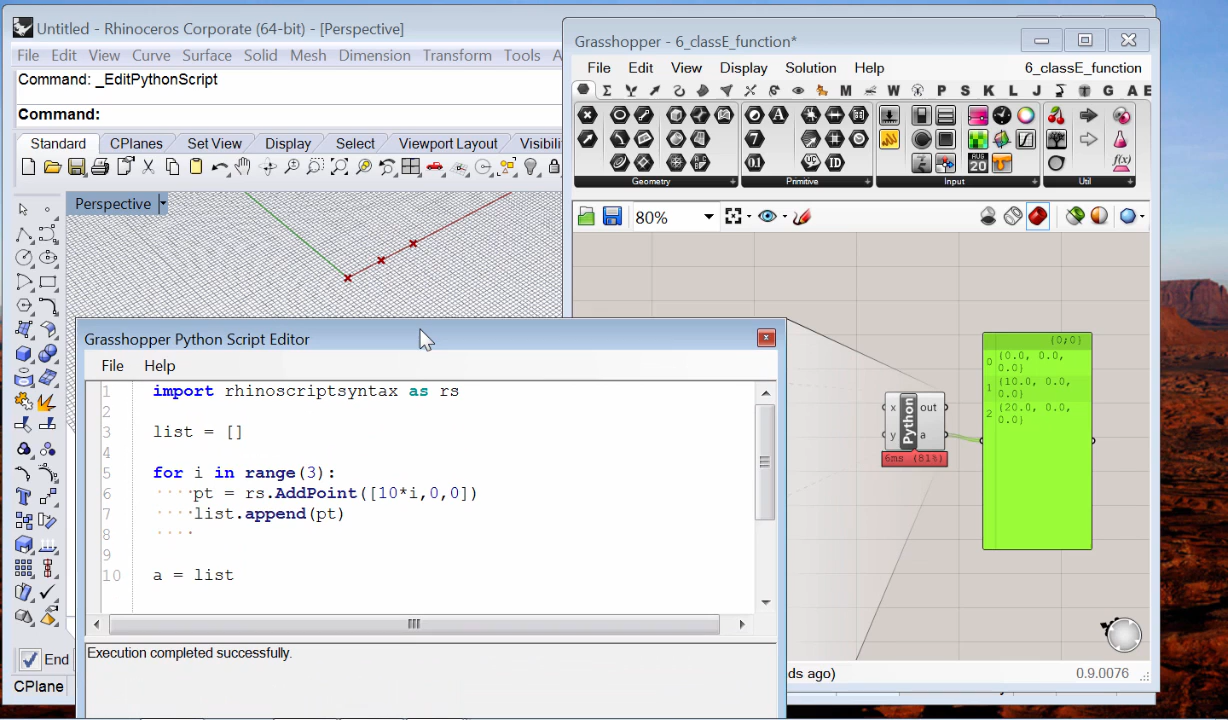 Untitled - Rhinoceros Corporate (64-bit) - [Perspective]
File Edit View Curve Surface Solid Mesh Dimension Transform Tools A
Command: _EditPythonScript
Command:
Standard CPlanes Set View Display Select Viewport Layout Visibili
Perspective
Grasshopper - 6_classE_function*
File Edit View Display Solution Help 6_classE_function
M W P S K L J G A E
Geometry Primitive Input Util
80%
Grasshopper Python Script Editor
File Help
1 import rhinoscriptsyntax as rs
2
3 list = []
4
5 for i in range(3):
6 ····pt = rs.AddPoint([10*i,0,0])
7 ····list.append(pt)
8 ····
9
10 a = list
Execution completed successfully.
x Python out
y a
6ms (81%)
{0;0}
0 {0.0, 0.0,
0.0}
1 {10.0, 0.0,
0.0}
2 {20.0, 0.0,
0.0}
End
CPlane
ds ago)
0.9.0076